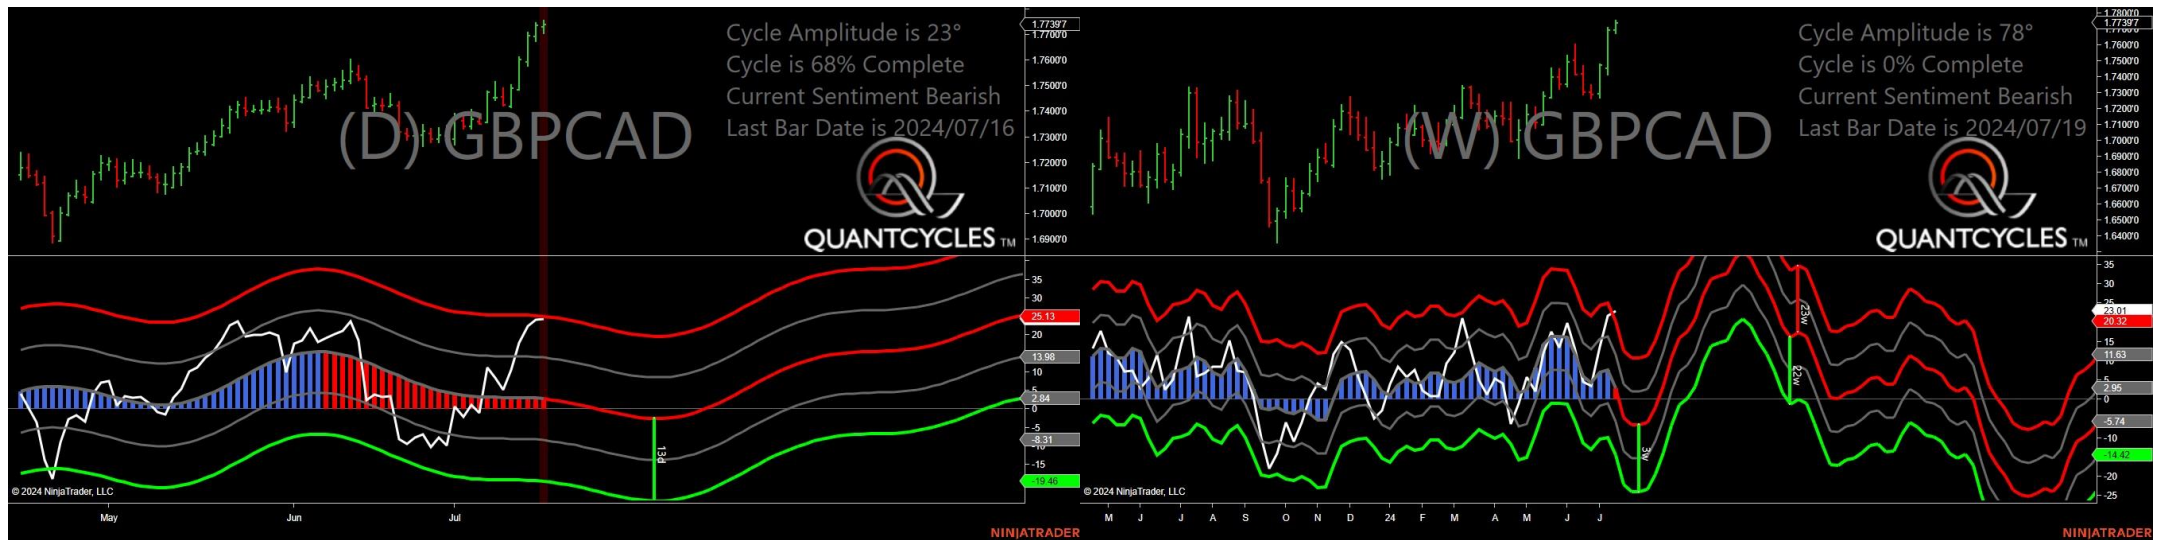 Cycle Amplitude is 23°
Cycle is 68% Complete
Current Sentiment Bearish
Last Bar Date is 2024/07/16
(D) GBPCAD
QUANTCYCLES TM
1.7739'7
1.7700'0
1.7600'0
1.7500'0
1.7400'0
1.7300'0
1.7200'0
1.7100'0
1.7000'0
1.6900'0
35
30
25.13
20
13.98
10
5
2.84
0
-5
-8.31
-15
-19.46
13d
© 2024 NinjaTrader, LLC
May
Jun
Jul
NINJATRADER
Cycle Amplitude is 78°
Cycle is 0% Complete
Current Sentiment Bearish
Last Bar Date is 2024/07/19
(W) GBPCAD
QUANTCYCLES TM
1.7800'0
1.7739'7
1.7600'0
1.7500'0
1.7400'0
1.7300'0
1.7200'0
1.7100'0
1.7000'0
1.6900'0
1.6800'0
1.6700'0
1.6600'0
1.6500'0
1.6400'0
35
30
25
23.01
20.32
15
11.63
2.95
0
-5.74
-10
-14.42
-20
-25
23w
22w
3w
© 2024 NinjaTrader, LLC
M J J A S O N D 24 F M A M J J
NINJATRADER